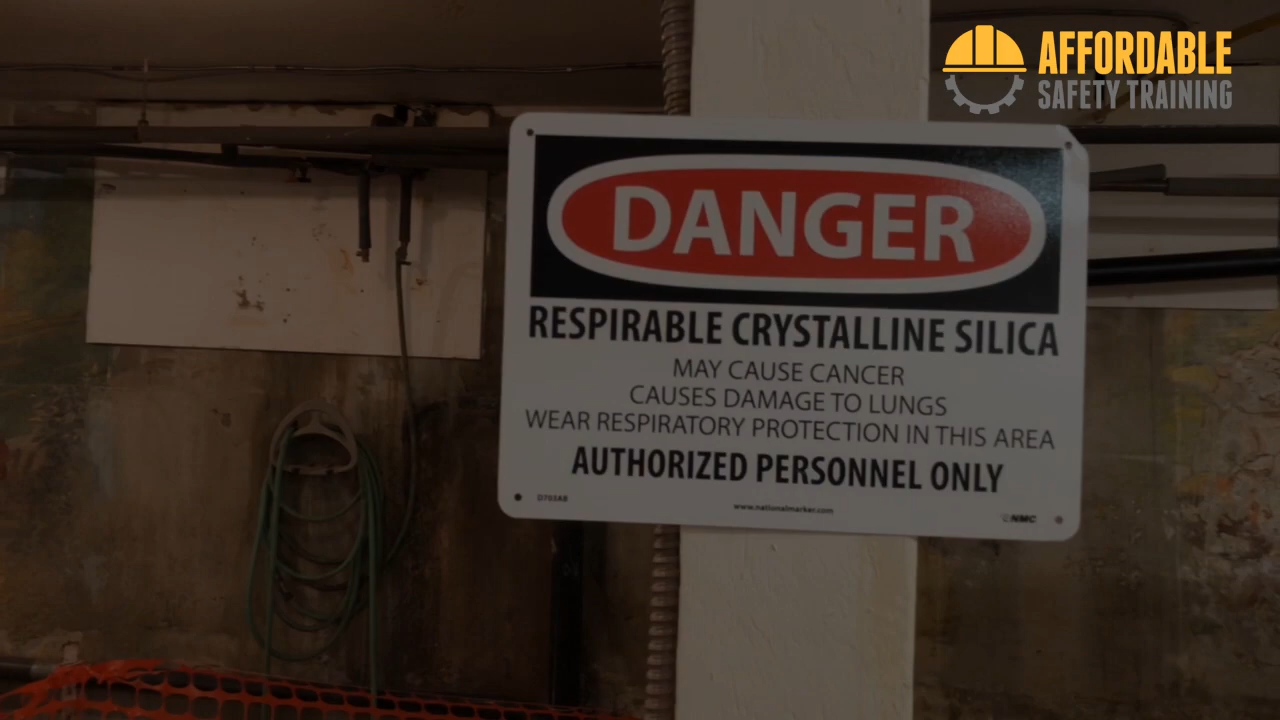 AFFORDABLE
SAFETY TRAINING
DANGER
RESPIRABLE CRYSTALLINE SILICA
MAY CAUSE CANCER
CAUSES DAMAGE TO LUNGS
WEAR RESPIRATORY PROTECTION IN THIS AREA
AUTHORIZED PERSONNEL ONLY
D703AB
www.nationalmarker.com
NMC